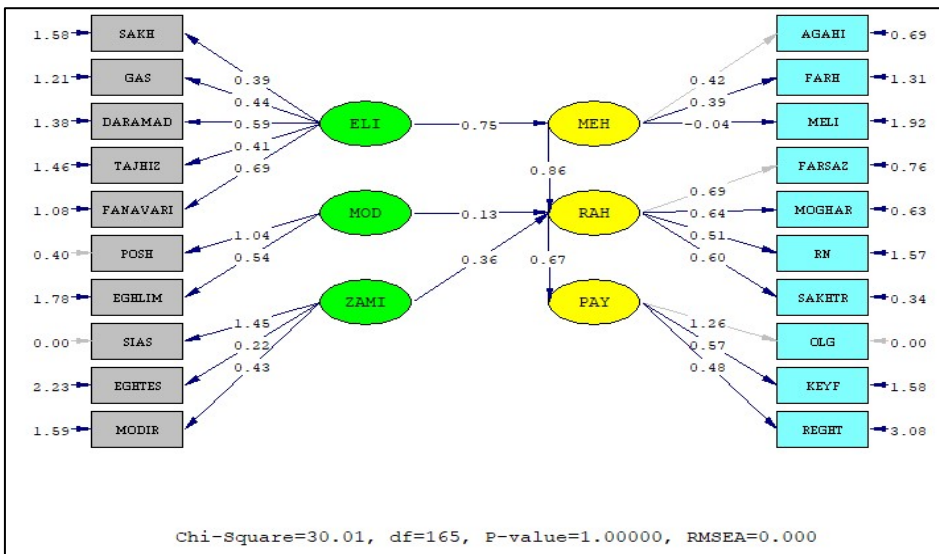 1.58 SAKH
1.21 GAS
1.38 DARAMAD
1.46 TAJHIZ
1.08 FANAVARI
0.40 POSH
1.78 EGHLIM
0.00 SIAS
2.23 EGHTES
1.59 MODIR
0.39
0.44
0.59
0.41
0.69
1.04
0.54
1.45
0.22
0.43
ELI
MOD
ZAMI
0.75
0.13
0.36
MEH
0.86
RAH
0.67
PAY
0.42
0.39
-0.04
0.69
0.64
0.51
0.60
1.26
0.57
0.48
AGAHI 0.69
FARH 1.31
MELI 1.92
FARSAZ 0.76
MOGHAR 0.63
RN 1.57
SAKHTR 0.34
OLG 0.00
KEYF 1.58
REGHT 3.08
Chi-Square=30.01, df=165, P-value=1.00000, RMSEA=0.000